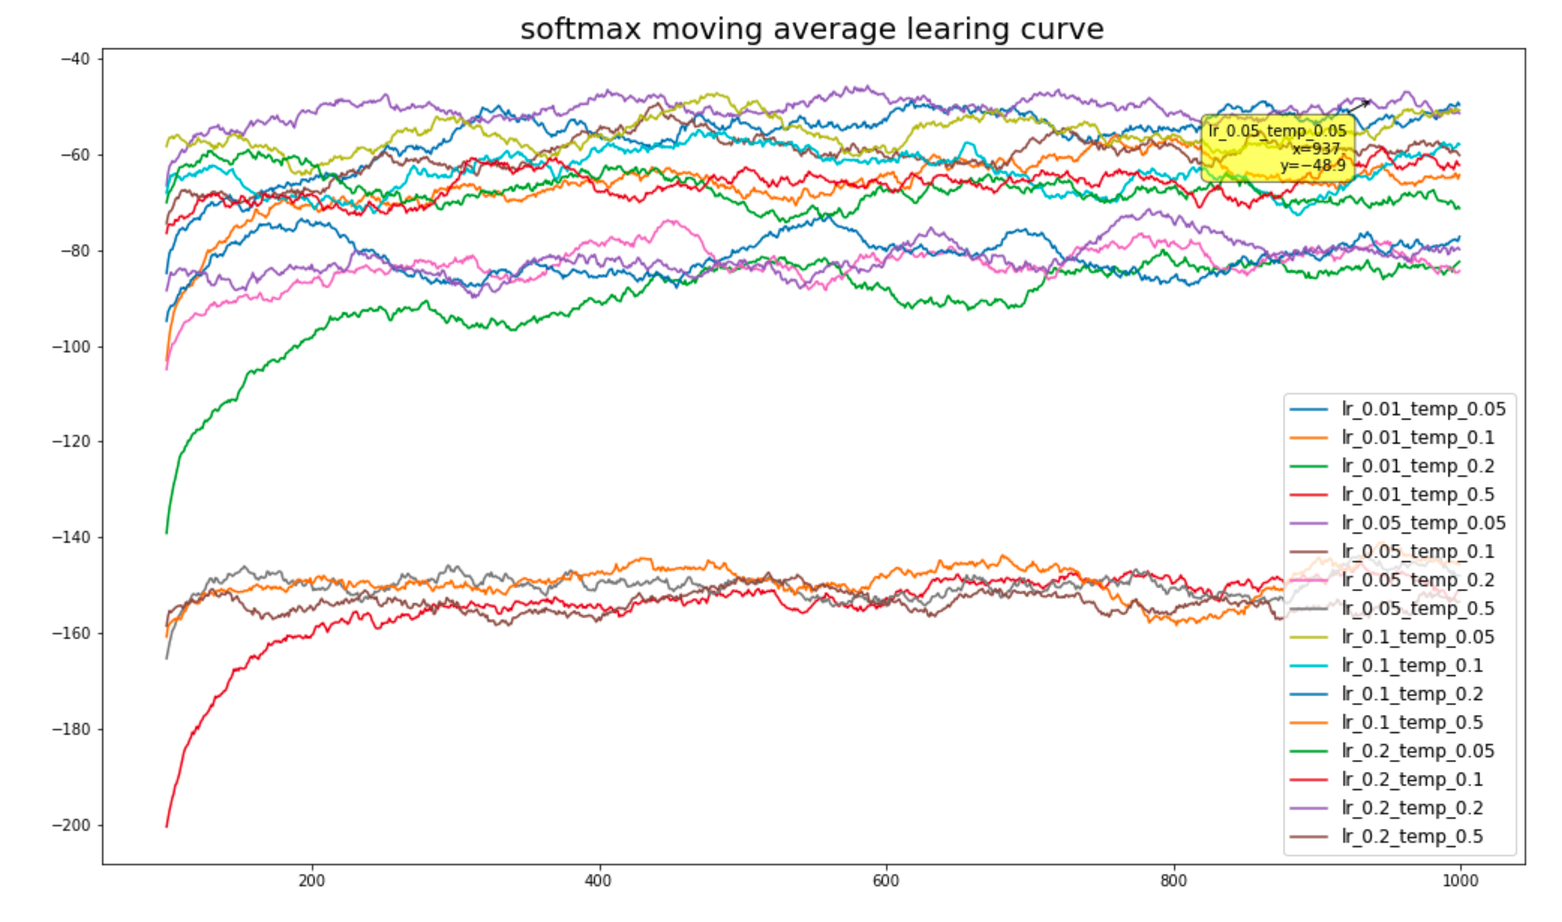 softmax moving average learing curve
−40
−60
−80
−100
−120
−140
−160
−180
−200
lr_0.05_temp_0.05
x=937
y=−48.9
lr_0.01_temp_0.05
lr_0.01_temp_0.1
lr_0.01_temp_0.2
lr_0.01_temp_0.5
lr_0.05_temp_0.05
lr_0.05_temp_0.1
lr_0.05_temp_0.2
lr_0.05_temp_0.5
lr_0.1_temp_0.05
lr_0.1_temp_0.1
lr_0.1_temp_0.2
lr_0.1_temp_0.5
lr_0.2_temp_0.05
lr_0.2_temp_0.1
lr_0.2_temp_0.2
lr_0.2_temp_0.5
200
400
600
800
1000